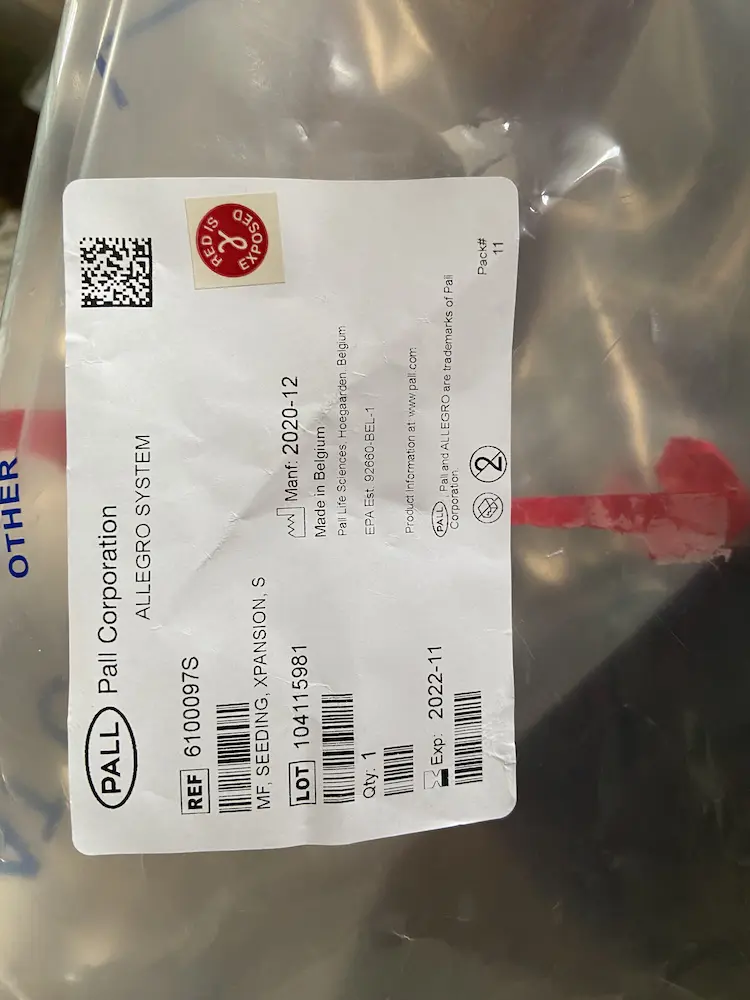 OTHER
PALL Pall Corporation
ALLEGRO SYSTEM
RED IS
γ
EXPOSED
REF 6100097S
MF, SEEDING, XPANSION, S
LOT 104115981
Qty: 1
Exp: 2022-11
Manf: 2020-12
Made in Belgium
Pall Life Sciences, Hoegaarden, Belgium
EPA Est. 92660-BEL-1
Product Information at: www.pall.com
PALL , Pall and ALLEGRO are trademarks of Pall
Corporation.
2
Pack#
11